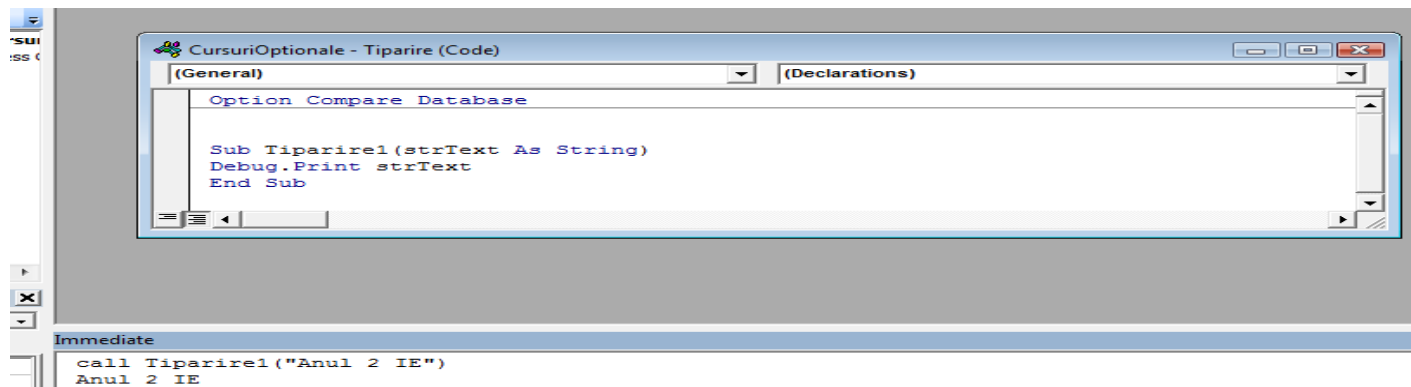 CursuriOptionale - Tiparire (Code)
(General) (Declarations)
Option Compare Database
Sub Tiparire1(strText As String)
Debug.Print strText
End Sub
Immediate
call Tiparire1("Anul 2 IE")
Anul 2 IE